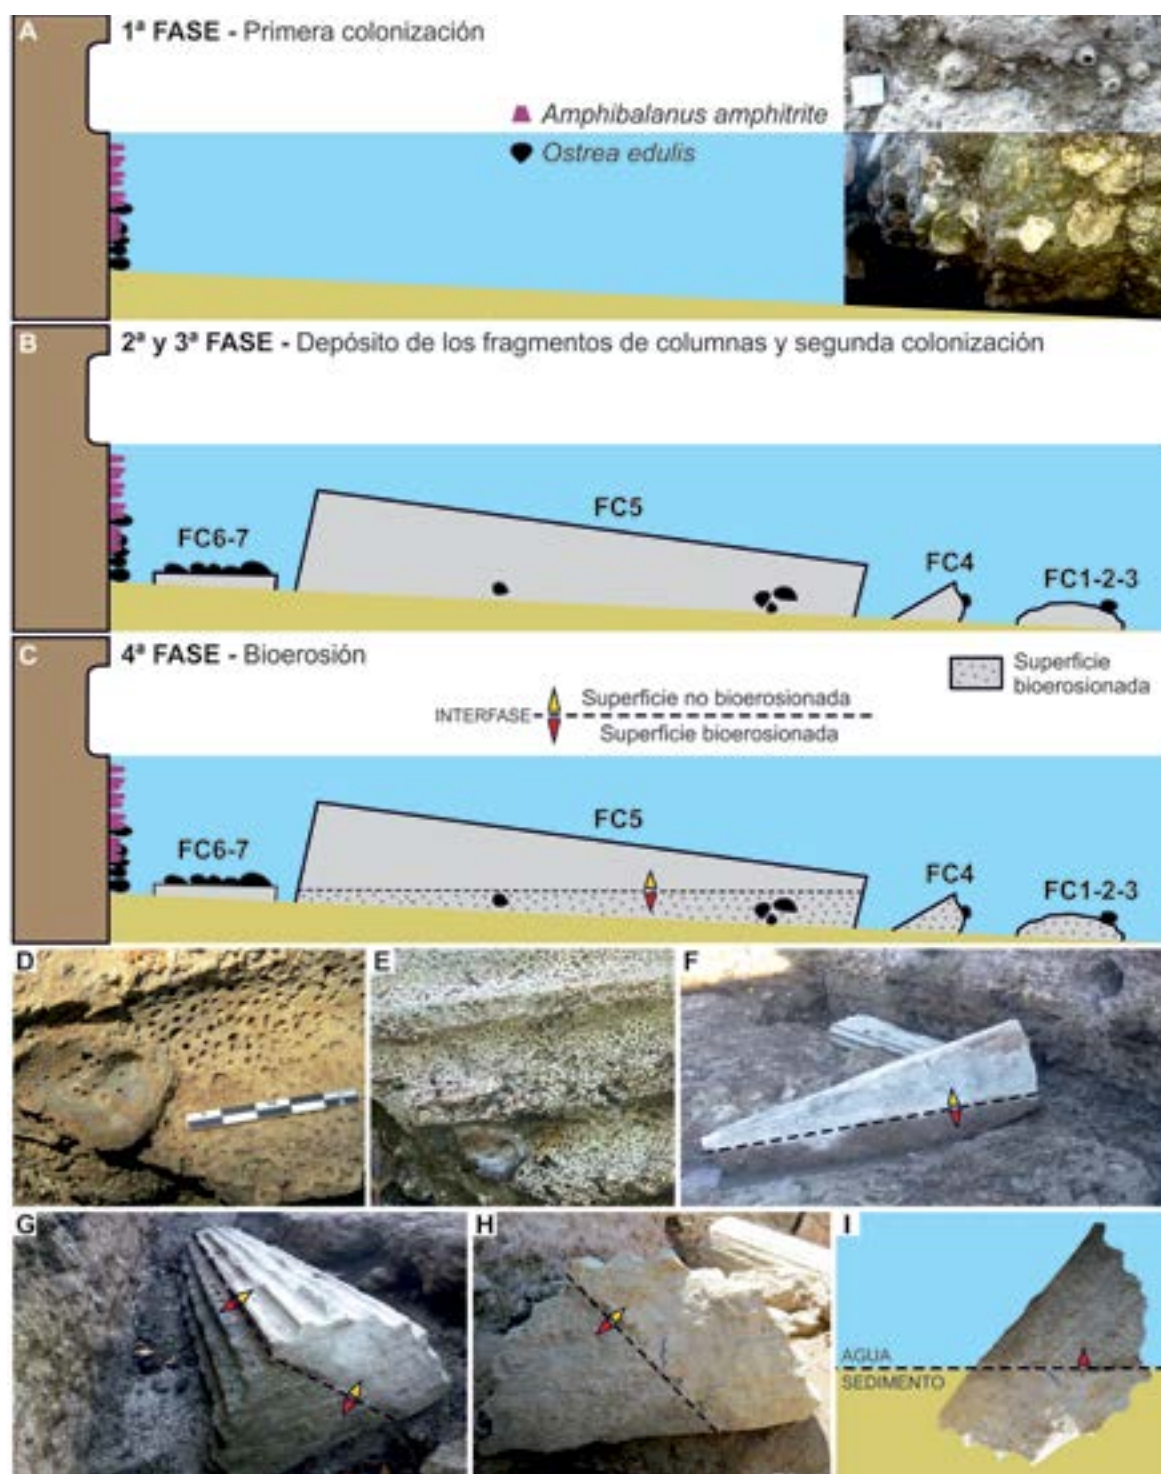 A
1ª FASE - Primera colonización
Amphibalanus amphitrite
Ostrea edulis
B
2ª y 3ª FASE - Depósito de los fragmentos de columnas y segunda colonización
FC5
FC6-7
FC4
FC1-2-3
C
4ª FASE - Bioerosión
Superficie
bioerosionada
Superficie no bioerosionada
INTERFASE
Superficie bioerosionada
FC5
FC6-7
FC4
FC1-2-3
D
E
F
G
H
I
AGUA
SEDIMENTO